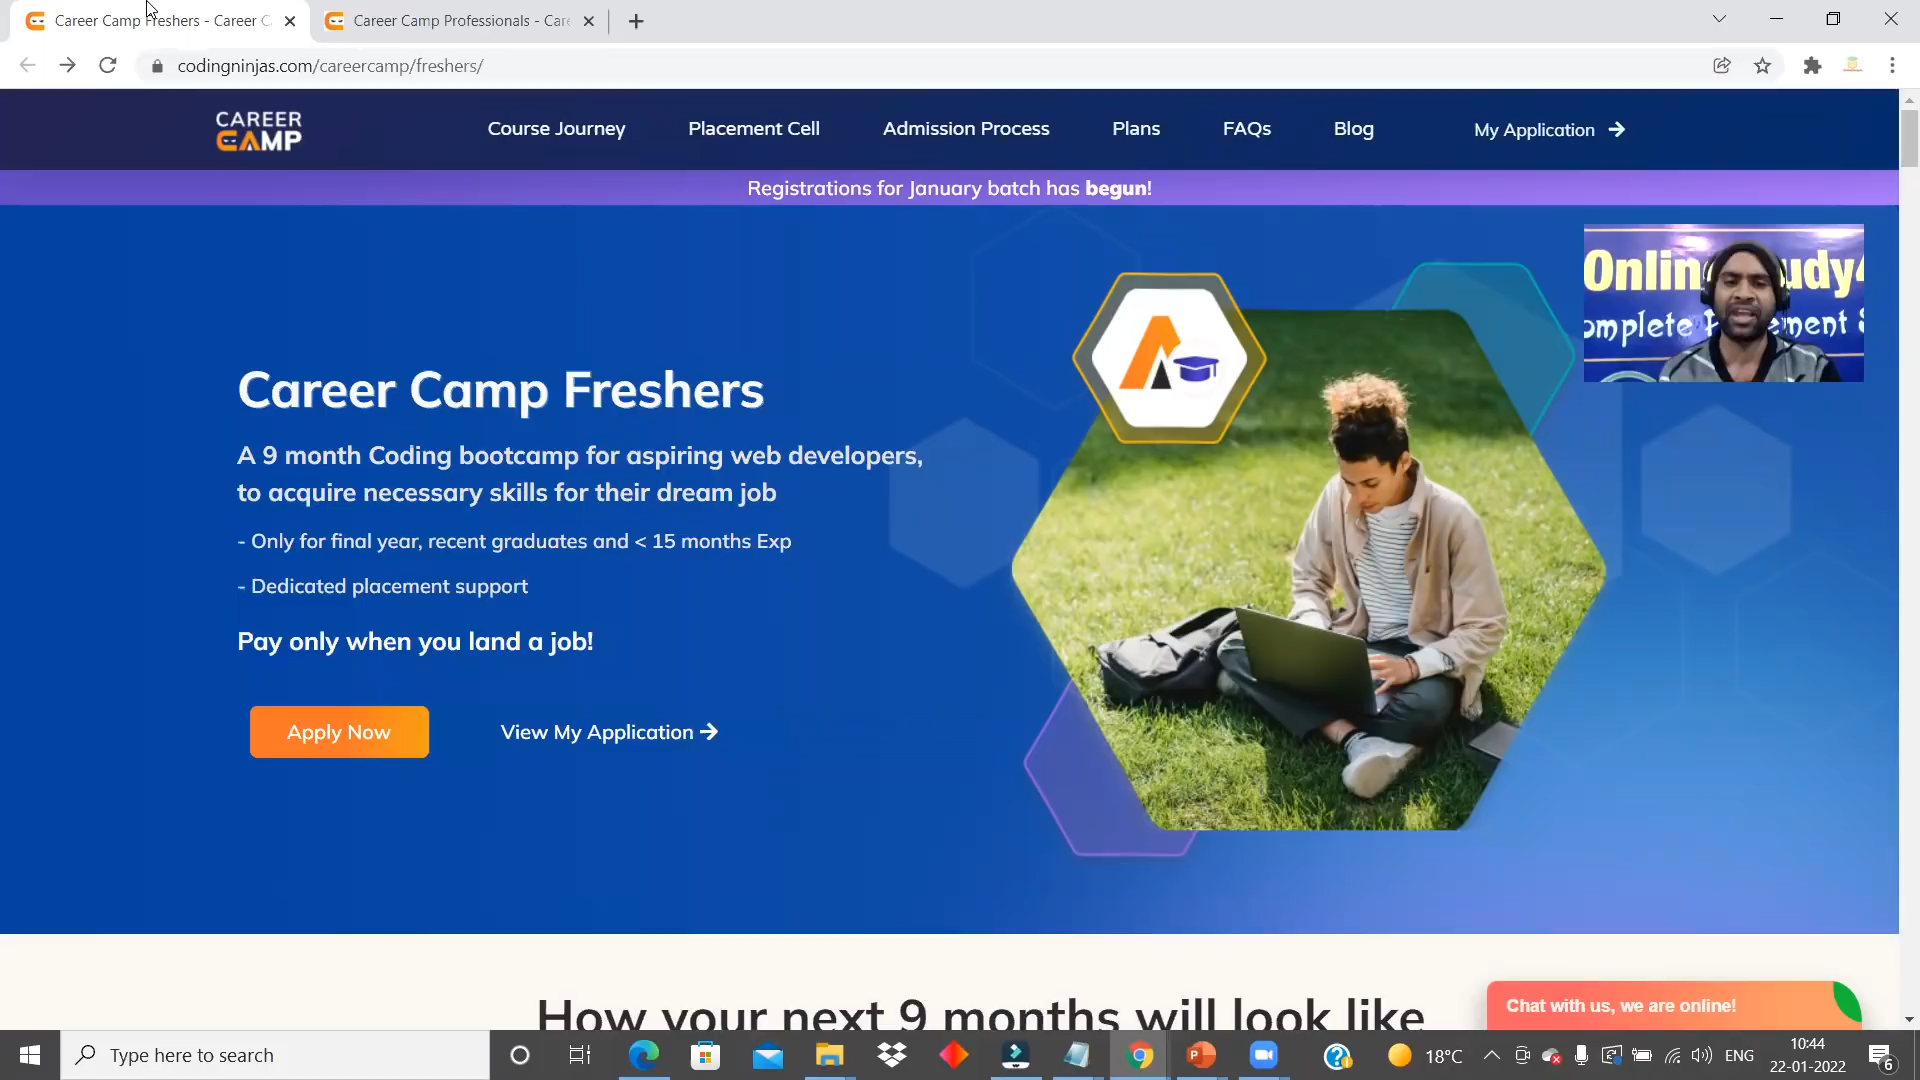 Career Camp Freshers - Career C
Career Camp Professionals - Care
codingninjas.com/careercamp/freshers/
CAREER
CAMP
Course Journey
Placement Cell
Admission Process
Plans
FAQs
Blog
My Application
Registrations for January batch has begun!
Career Camp Freshers
A 9 month Coding bootcamp for aspiring web developers,
to acquire necessary skills for their dream job
- Only for final year, recent graduates and < 15 months Exp
- Dedicated placement support
Pay only when you land a job!
Apply Now
View My Application
How your next 9 months will look like
Chat with us, we are online!
Type here to search
18°C
ENG
10:44
22-01-2022
6